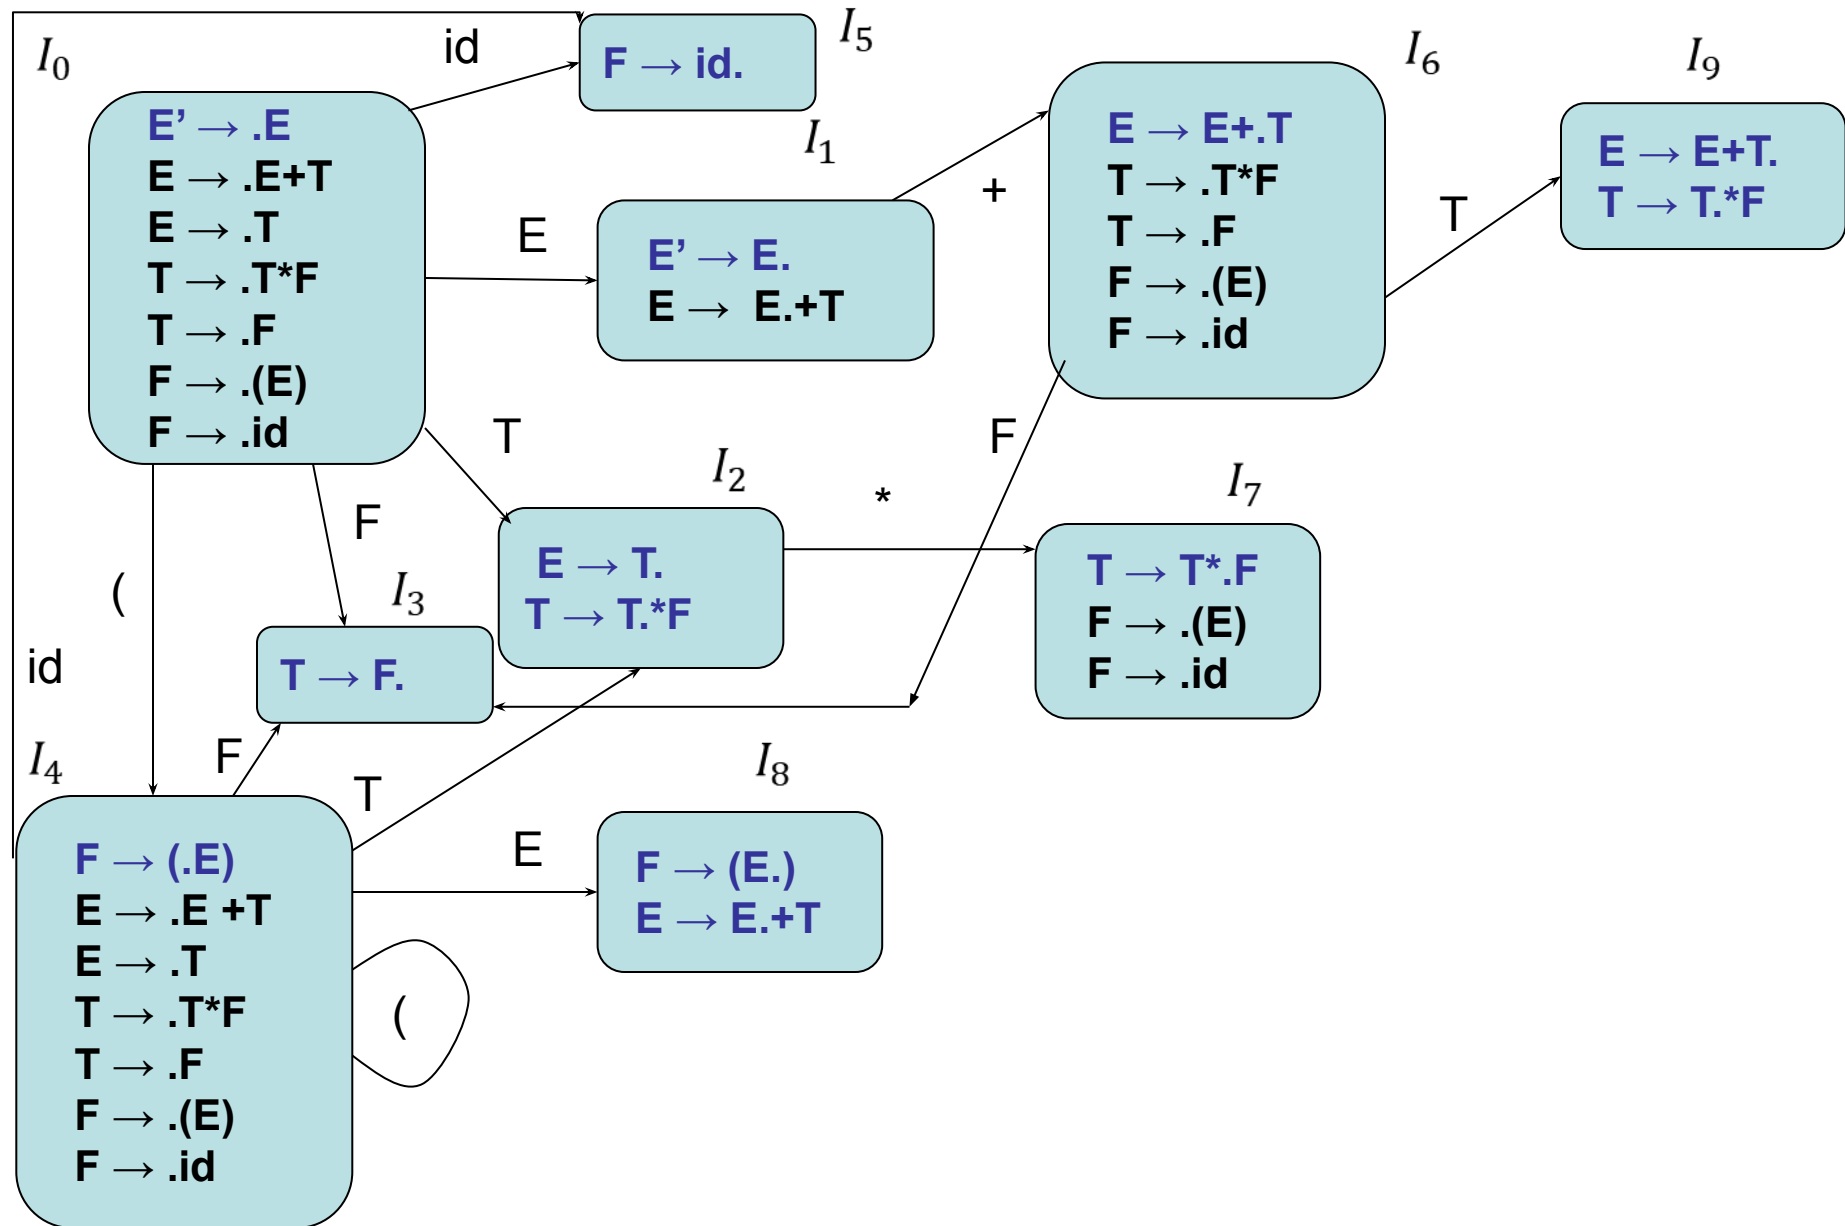 I₀
E’ → .E
E → .E+T
E → .T
T → .T*F
T → .F
F → .(E)
F → .id
id
F → id.
I₅
E
I₁
E’ → E.
E → E.+T
+
I₆
E → E+.T
T → .T*F
T → .F
F → .(E)
F → .id
T
I₉
E → E+T.
T → T.*F
T
I₂
E → T.
T → T.*F
*
F
I₇
T → T*.F
F → .(E)
F → .id
F
I₃
T → F.
(
id
F
T
I₄
F → (.E)
E → .E +T
E → .T
T → .T*F
T → .F
F → .(E)
F → .id
(
E
I₈
F → (E.)
E → E.+T